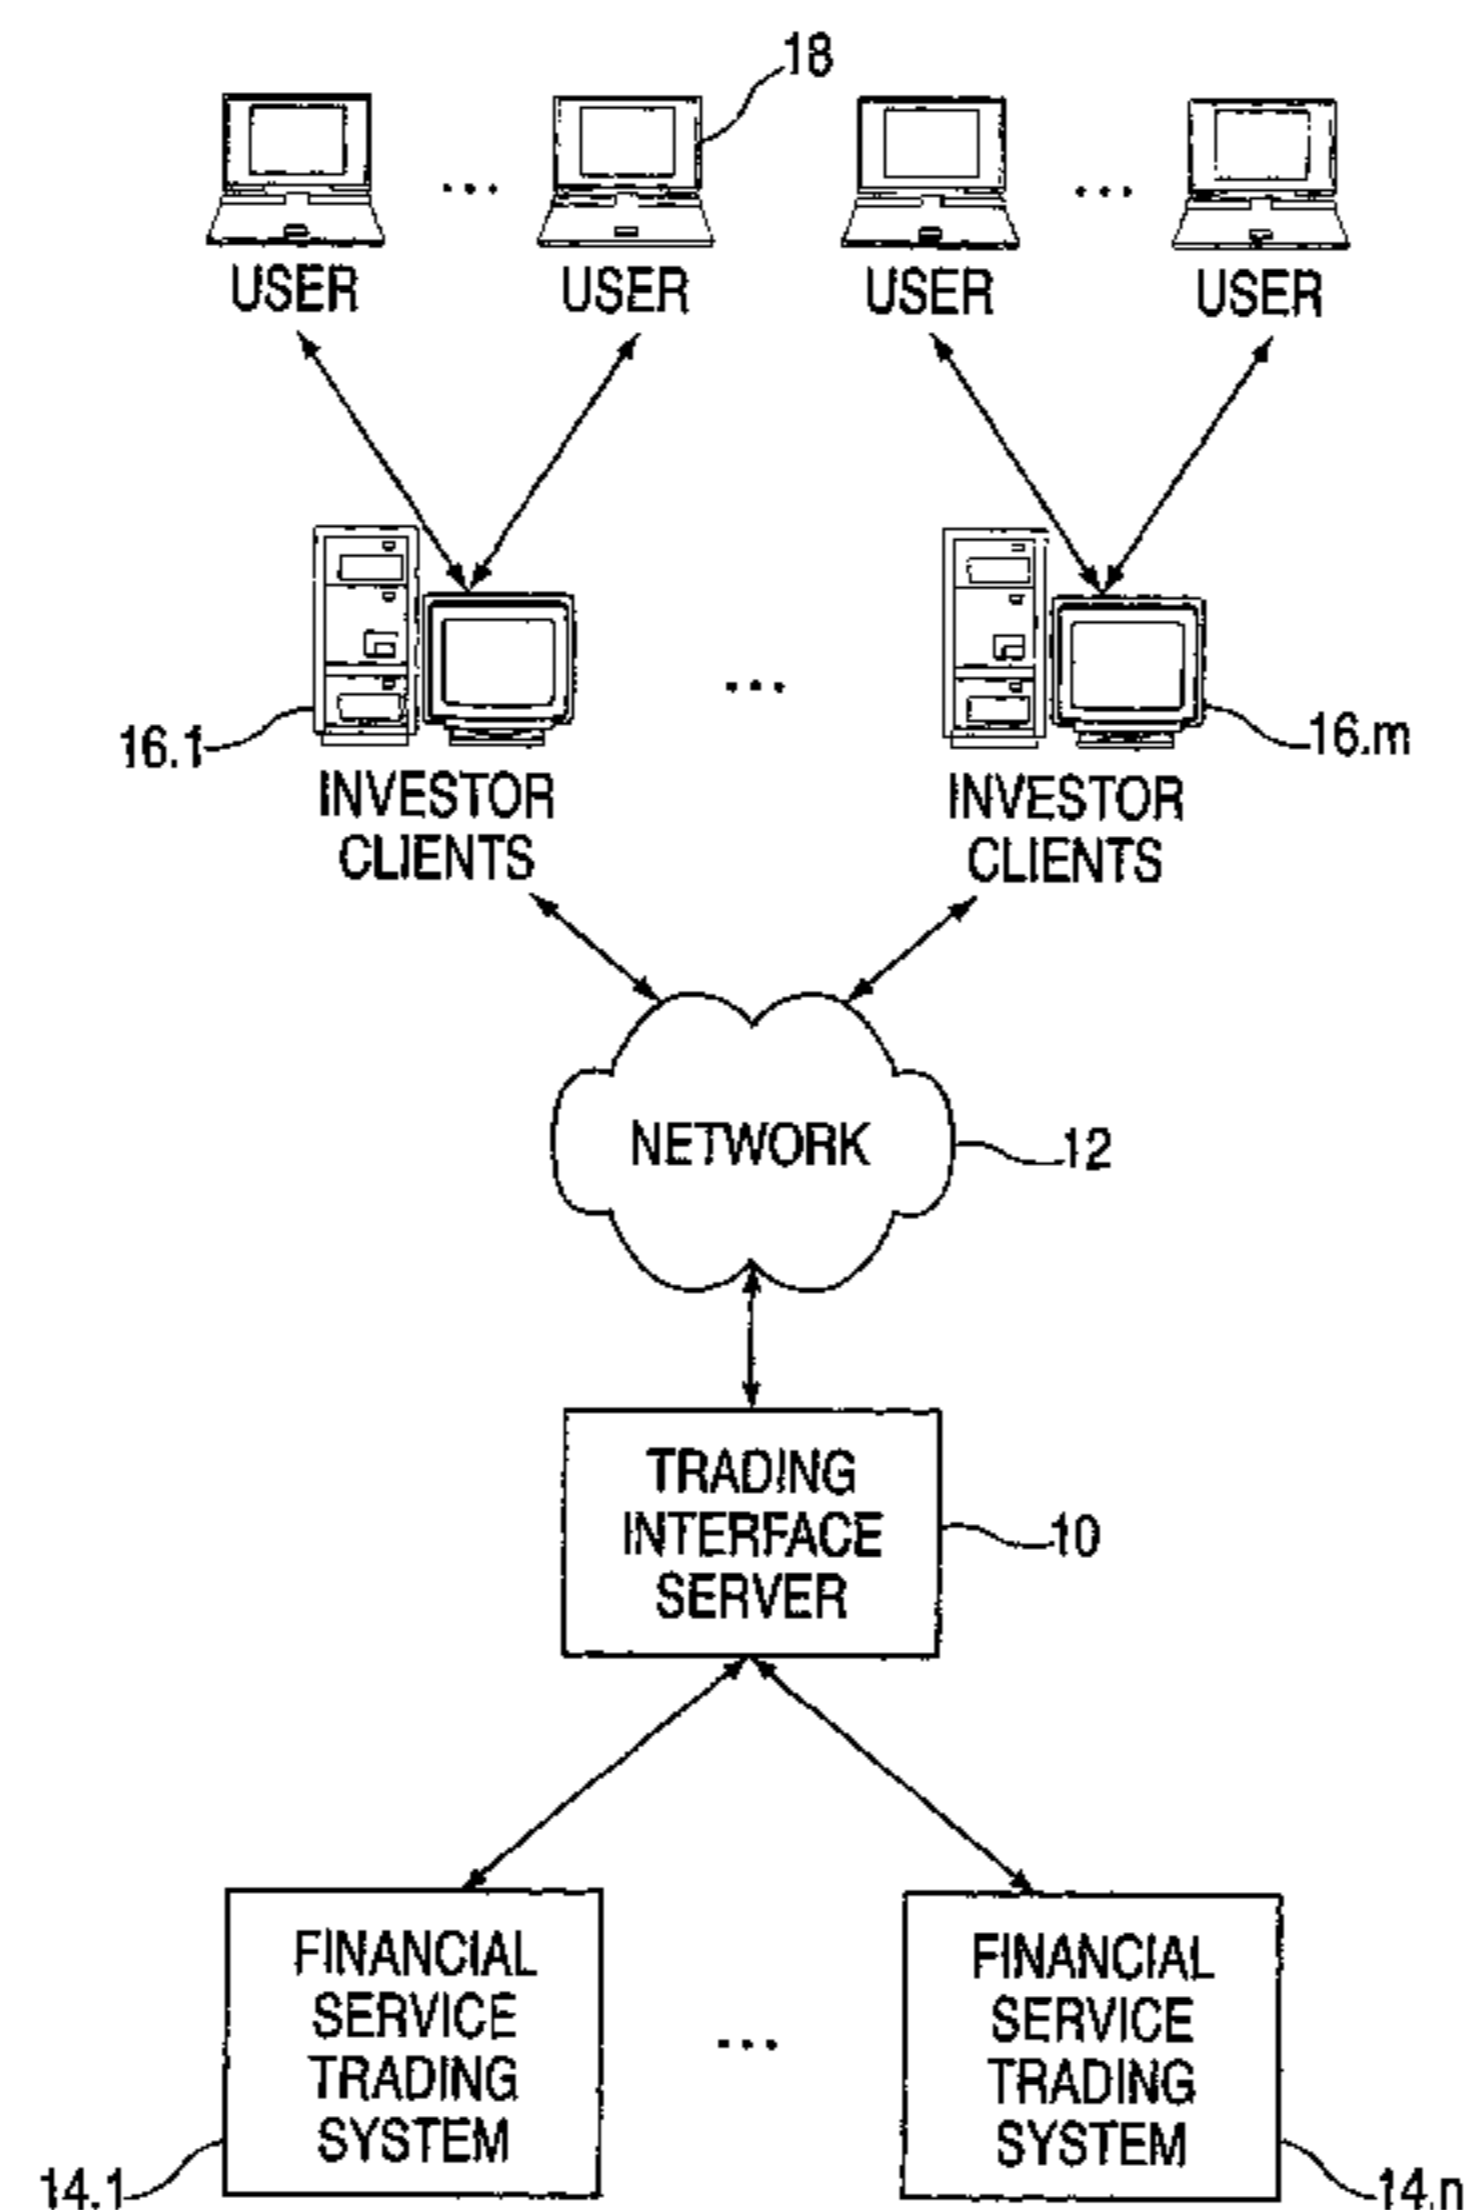 18
USER USER USER USER
16.1 16.m
INVESTOR CLIENTS
INVESTOR CLIENTS
NETWORK 12
TRADING
INTERFACE 10
SERVER
FINANCIAL
SERVICE
TRADING
SYSTEM
14.1
FINANCIAL
SERVICE
TRADING
SYSTEM
14.n